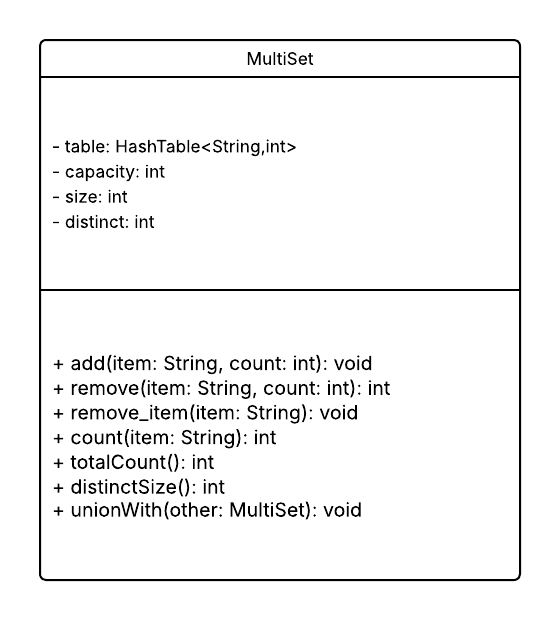 MultiSet
- table: HashTable<String,int>
- capacity: int
- size: int
- distinct: int
+ add(item: String, count: int): void
+ remove(item: String, count: int): int
+ remove_item(item: String): void
+ count(item: String): int
+ totalCount(): int
+ distinctSize(): int
+ unionWith(other: MultiSet): void